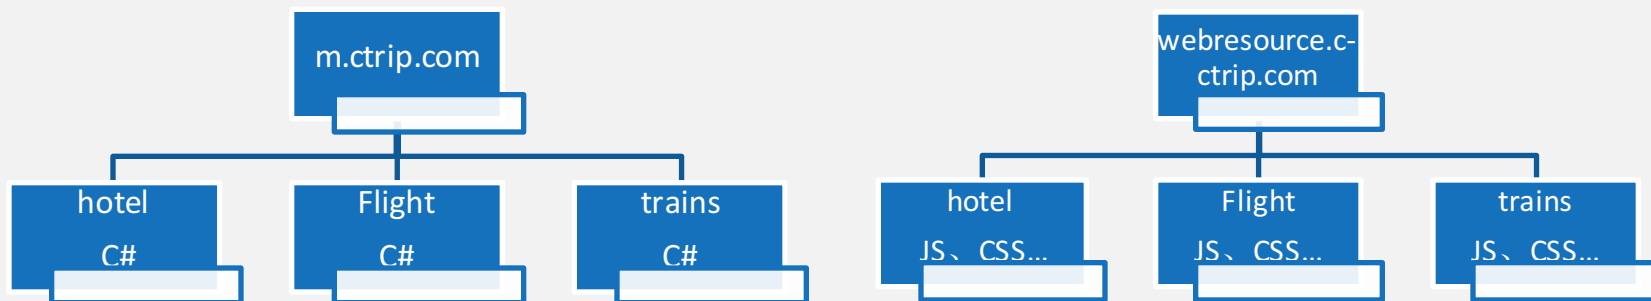 m.ctrip.com
hotel
C#
Flight
C#
trains
C#
webresource.c-
ctrip.com
hotel
JS、CSS...
Flight
JS、CSS...
trains
JS、CSS...